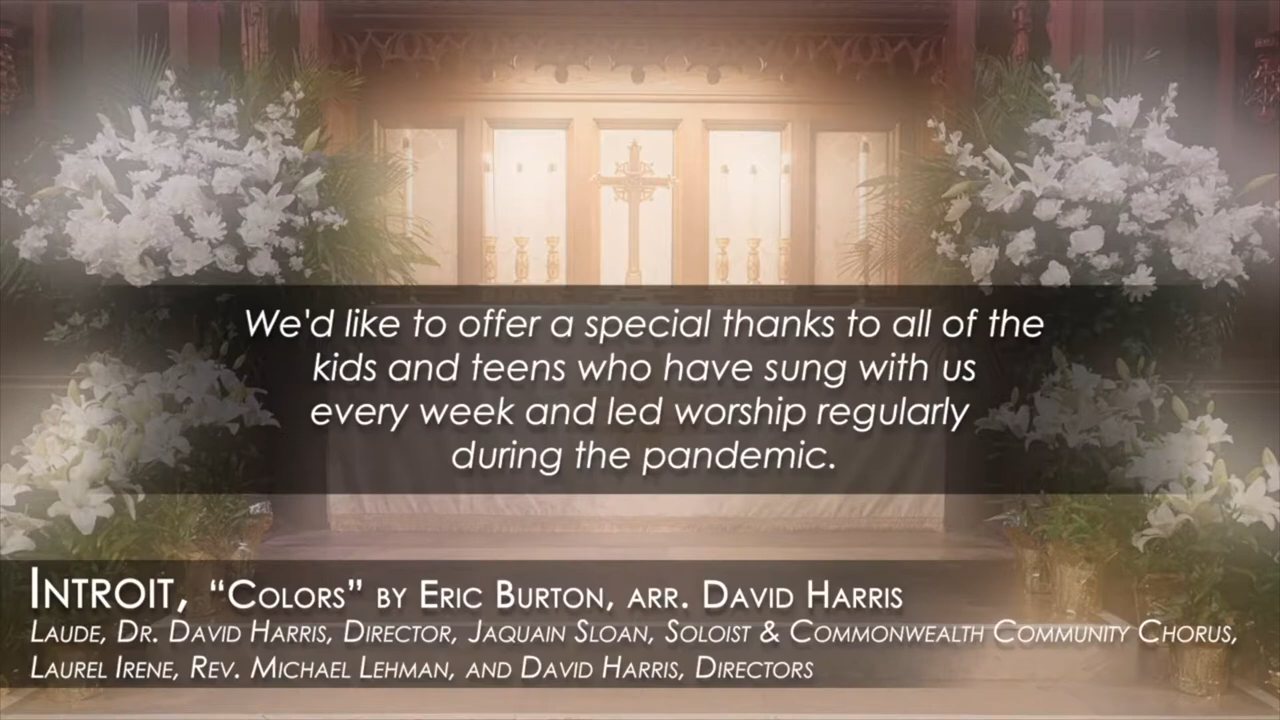 We'd like to offer a special thanks to all of the
kids and teens who have sung with us
every week and led worship regularly
during the pandemic.
INTROIT, “COLORS” BY ERIC BURTON, ARR. DAVID HARRIS
LAUDE, DR. DAVID HARRIS, DIRECTOR, JAQUAIN SLOAN, SOLOIST & COMMONWEALTH COMMUNITY CHORUS,
LAUREL IRENE, REV. MICHAEL LEHMAN, AND DAVID HARRIS, DIRECTORS